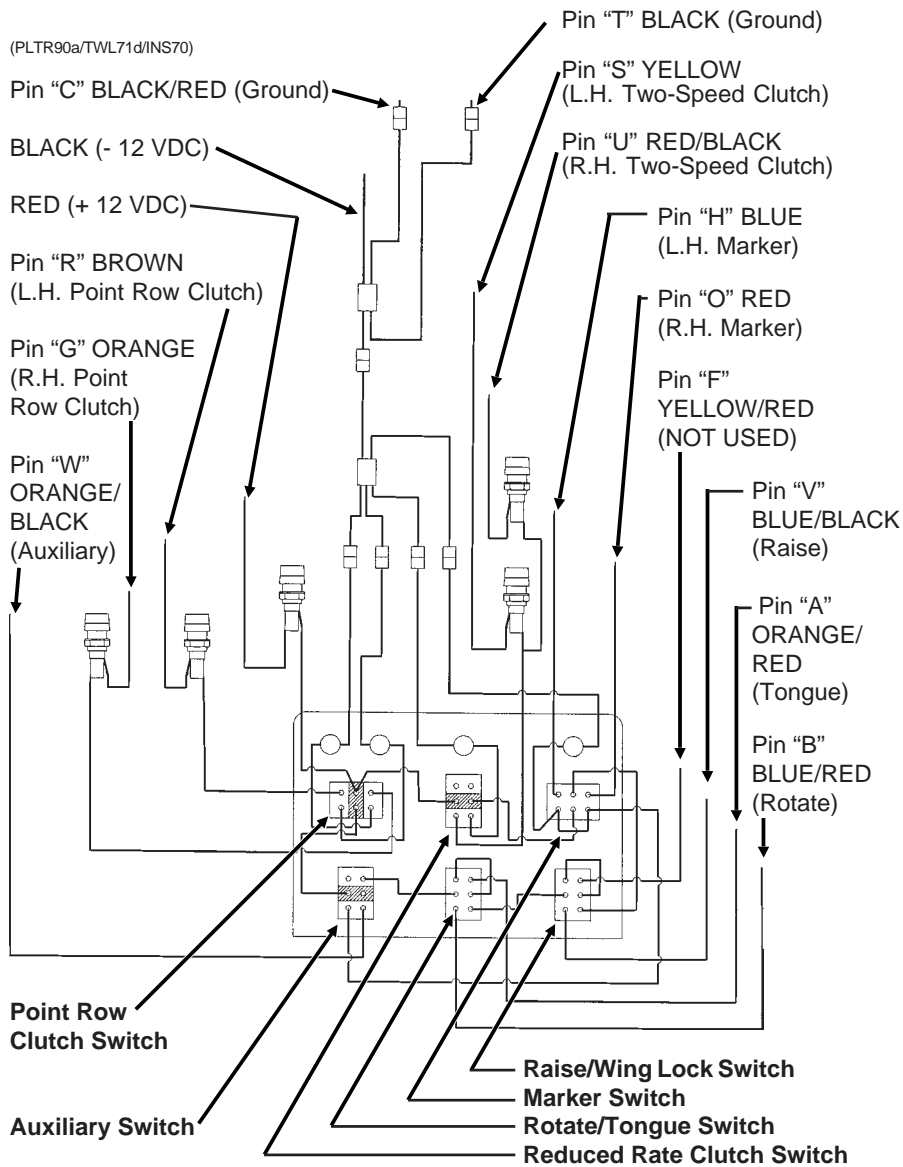 (PLTR90a/TWL71d/INS70)
Pin “C” BLACK/RED (Ground)
BLACK (- 12 VDC)
RED (+ 12 VDC)
Pin “R” BROWN
(L.H. Point Row Clutch)
Pin “G” ORANGE
(R.H. Point
Row Clutch)
Pin “W”
ORANGE/
BLACK
(Auxiliary)
Pin “T” BLACK (Ground)
Pin “S” YELLOW
(L.H. Two-Speed Clutch)
Pin “U” RED/BLACK
(R.H. Two-Speed Clutch)
Pin “H” BLUE
(L.H. Marker)
Pin “O” RED
(R.H. Marker)
Pin “F”
YELLOW/RED
(NOT USED)
Pin “V”
BLUE/BLACK
(Raise)
Pin “A”
ORANGE/
RED
(Tongue)
Pin “B”
BLUE/RED
(Rotate)
Point Row
Clutch Switch
Auxiliary Switch
Raise/Wing Lock Switch
Marker Switch
Rotate/Tongue Switch
Reduced Rate Clutch Switch